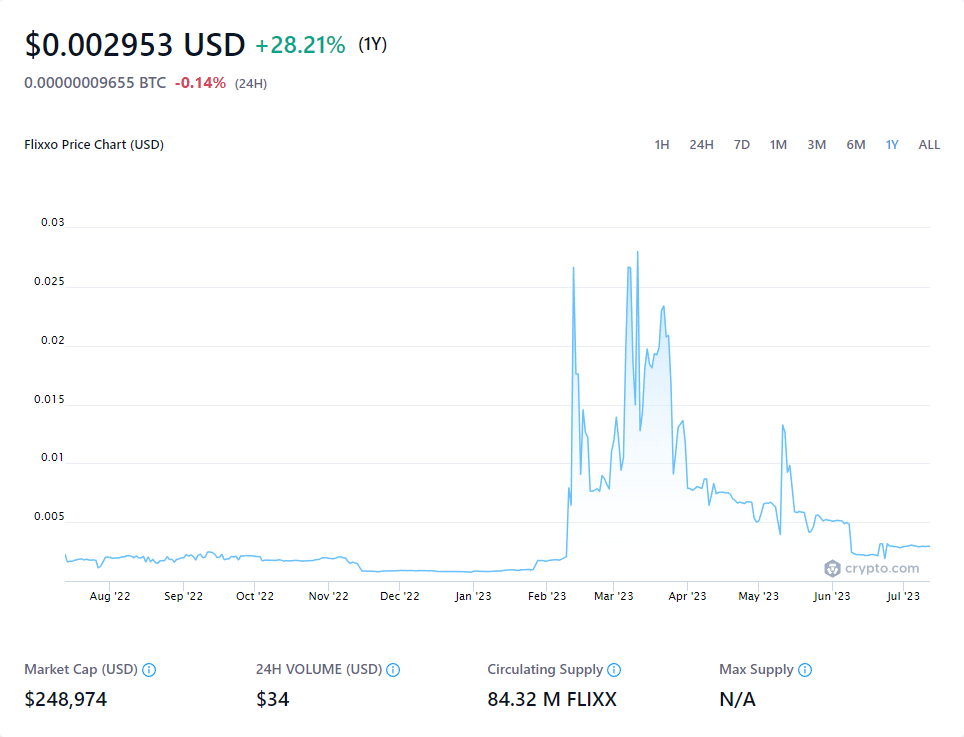 $0.002953 USD +28.21% (1Y)
0.00000009655 BTC -0.14% (24H)
Flixxo Price Chart (USD) 1H 24H 7D 1M 3M 6M 1Y ALL
0.03
0.025
0.02
0.015
0.01
0.005
crypto.com
Aug '22 Sep '22 Oct '22 Nov '22 Dec '22 Jan '23 Feb '23 Mar '23 Apr '23 May '23 Jun '23 Jul '23
Market Cap (USD) 24H VOLUME (USD) Circulating Supply Max Supply
$248,974 $34 84.32 M FLIXX N/A